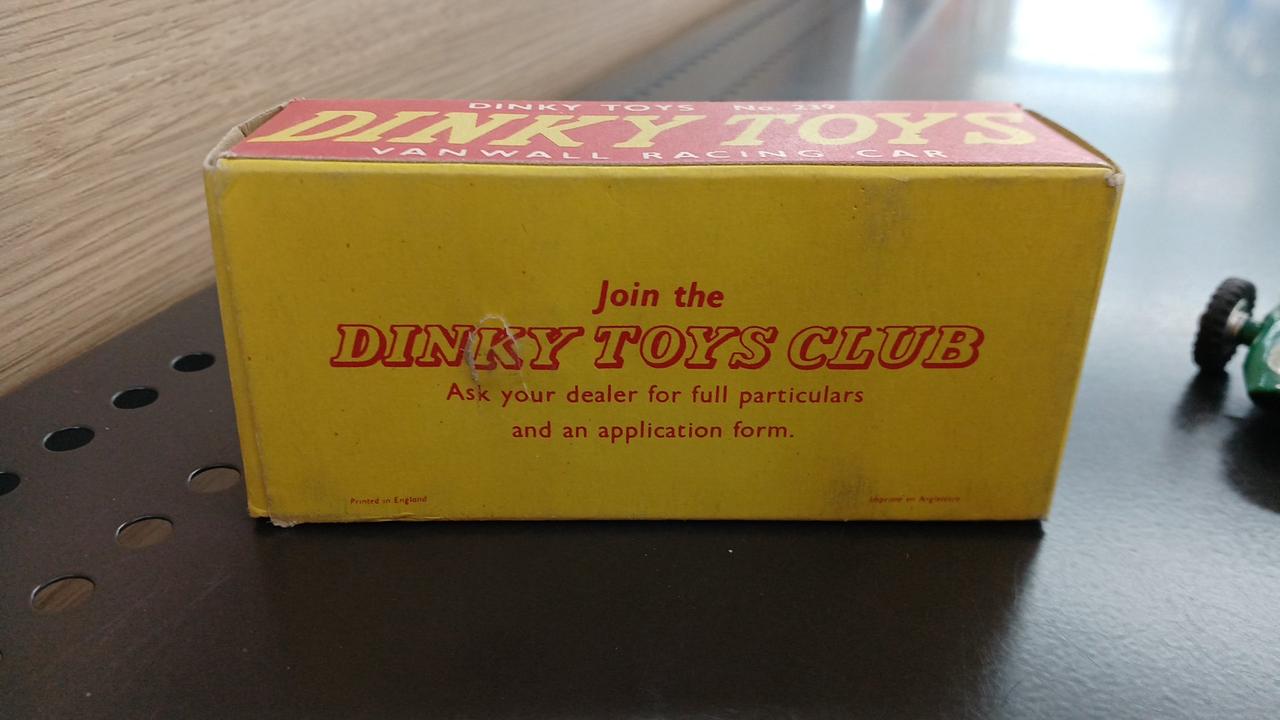 DINKY TOYS No. 239
DINKY TOYS
VANWALL RACING CAR
Join the
DINKY TOYS CLUB
Ask your dealer for full particulars
and an application form.
Printed in England
Imprimé en Angleterre